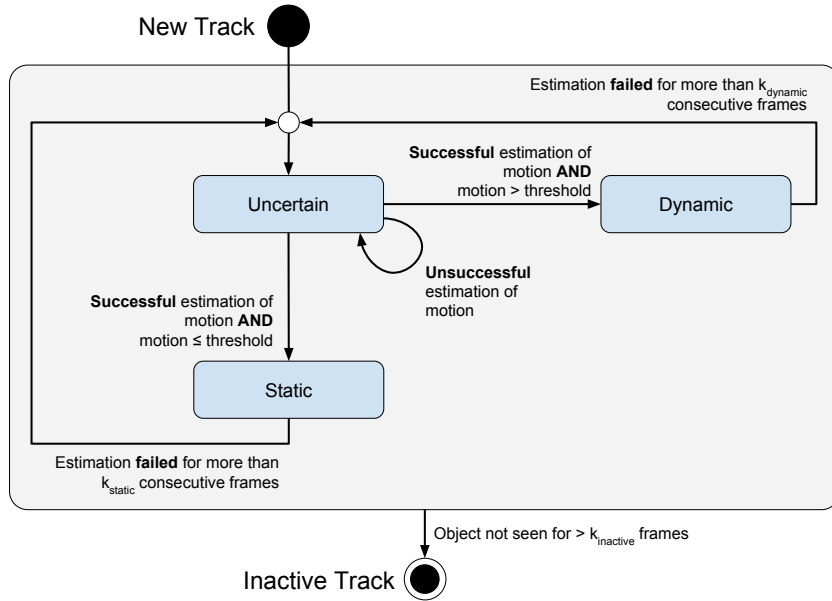 New Track
Estimation failed for more than k_dynamic
consecutive frames
Successful estimation of
motion AND
motion > threshold
Uncertain
Dynamic
Unsuccessful
estimation of
motion
Successful estimation of
motion AND
motion ≤ threshold
Static
Estimation failed for more than
k_static consecutive frames
Object not seen for > k_inactive frames
Inactive Track